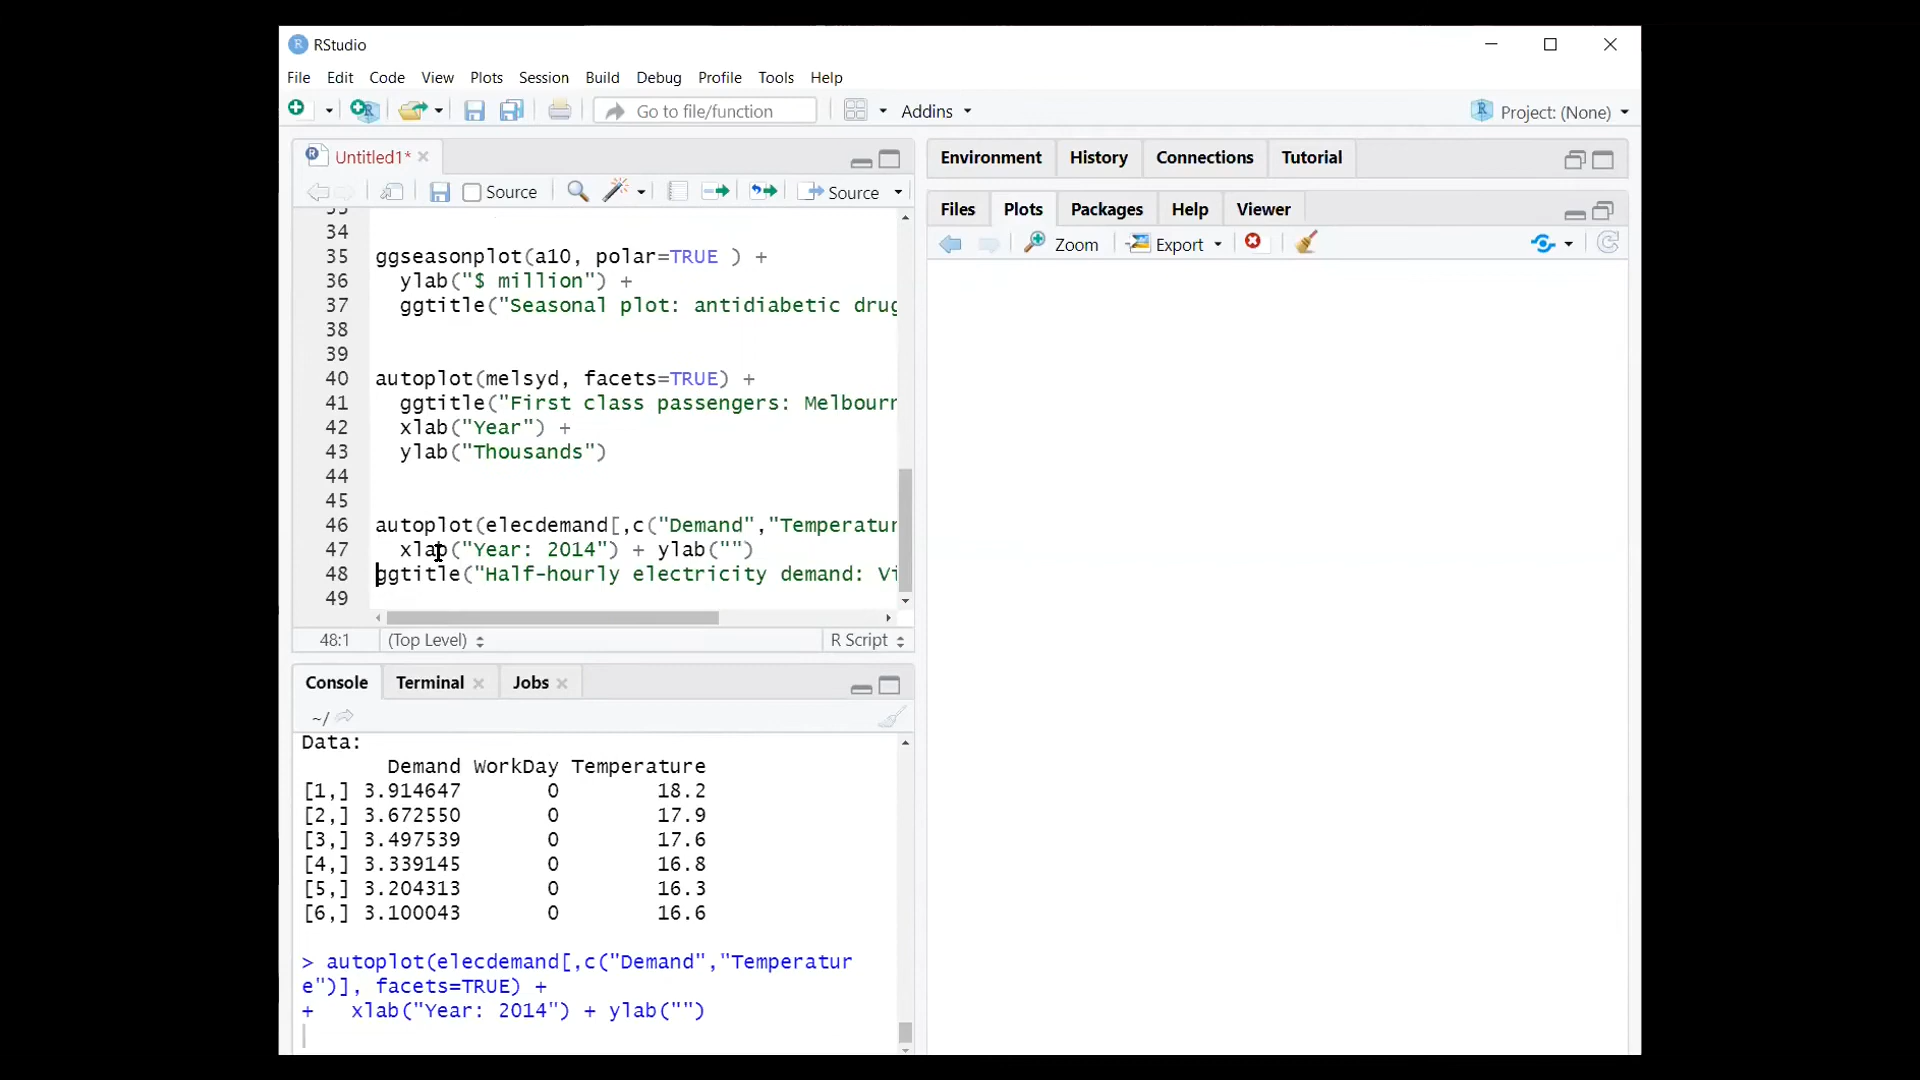 RStudio
File Edit Code View Plots Session Build Debug Profile Tools Help
Go to file/function Addins Project: (None)
Untitled1*
Source Source
34
35 ggseasonplot(a10, polar=TRUE ) +
36 ylab("$ million") +
37 ggtitle("Seasonal plot: antidiabetic drug
38
39
40 autoplot(melsyd, facets=TRUE) +
41 ggtitle("First class passengers: Melbourn
42 xlab("Year") +
43 ylab("Thousands")
44
45
46 autoplot(elecdemand[,c("Demand","Temperatur
47 xlab("Year: 2014") + ylab("")
48 ggtitle("Half-hourly electricity demand: Vi
49
48:1 (Top Level) R Script
Console Terminal Jobs
~/
Data:
Demand WorkDay Temperature
[1,] 3.914647 0 18.2
[2,] 3.672550 0 17.9
[3,] 3.497539 0 17.6
[4,] 3.339145 0 16.8
[5,] 3.204313 0 16.3
[6,] 3.100043 0 16.6
> autoplot(elecdemand[,c("Demand","Temperatur
e")], facets=TRUE) +
+ xlab("Year: 2014") + ylab("")
Environment History Connections Tutorial
Files Plots Packages Help Viewer
Zoom Export